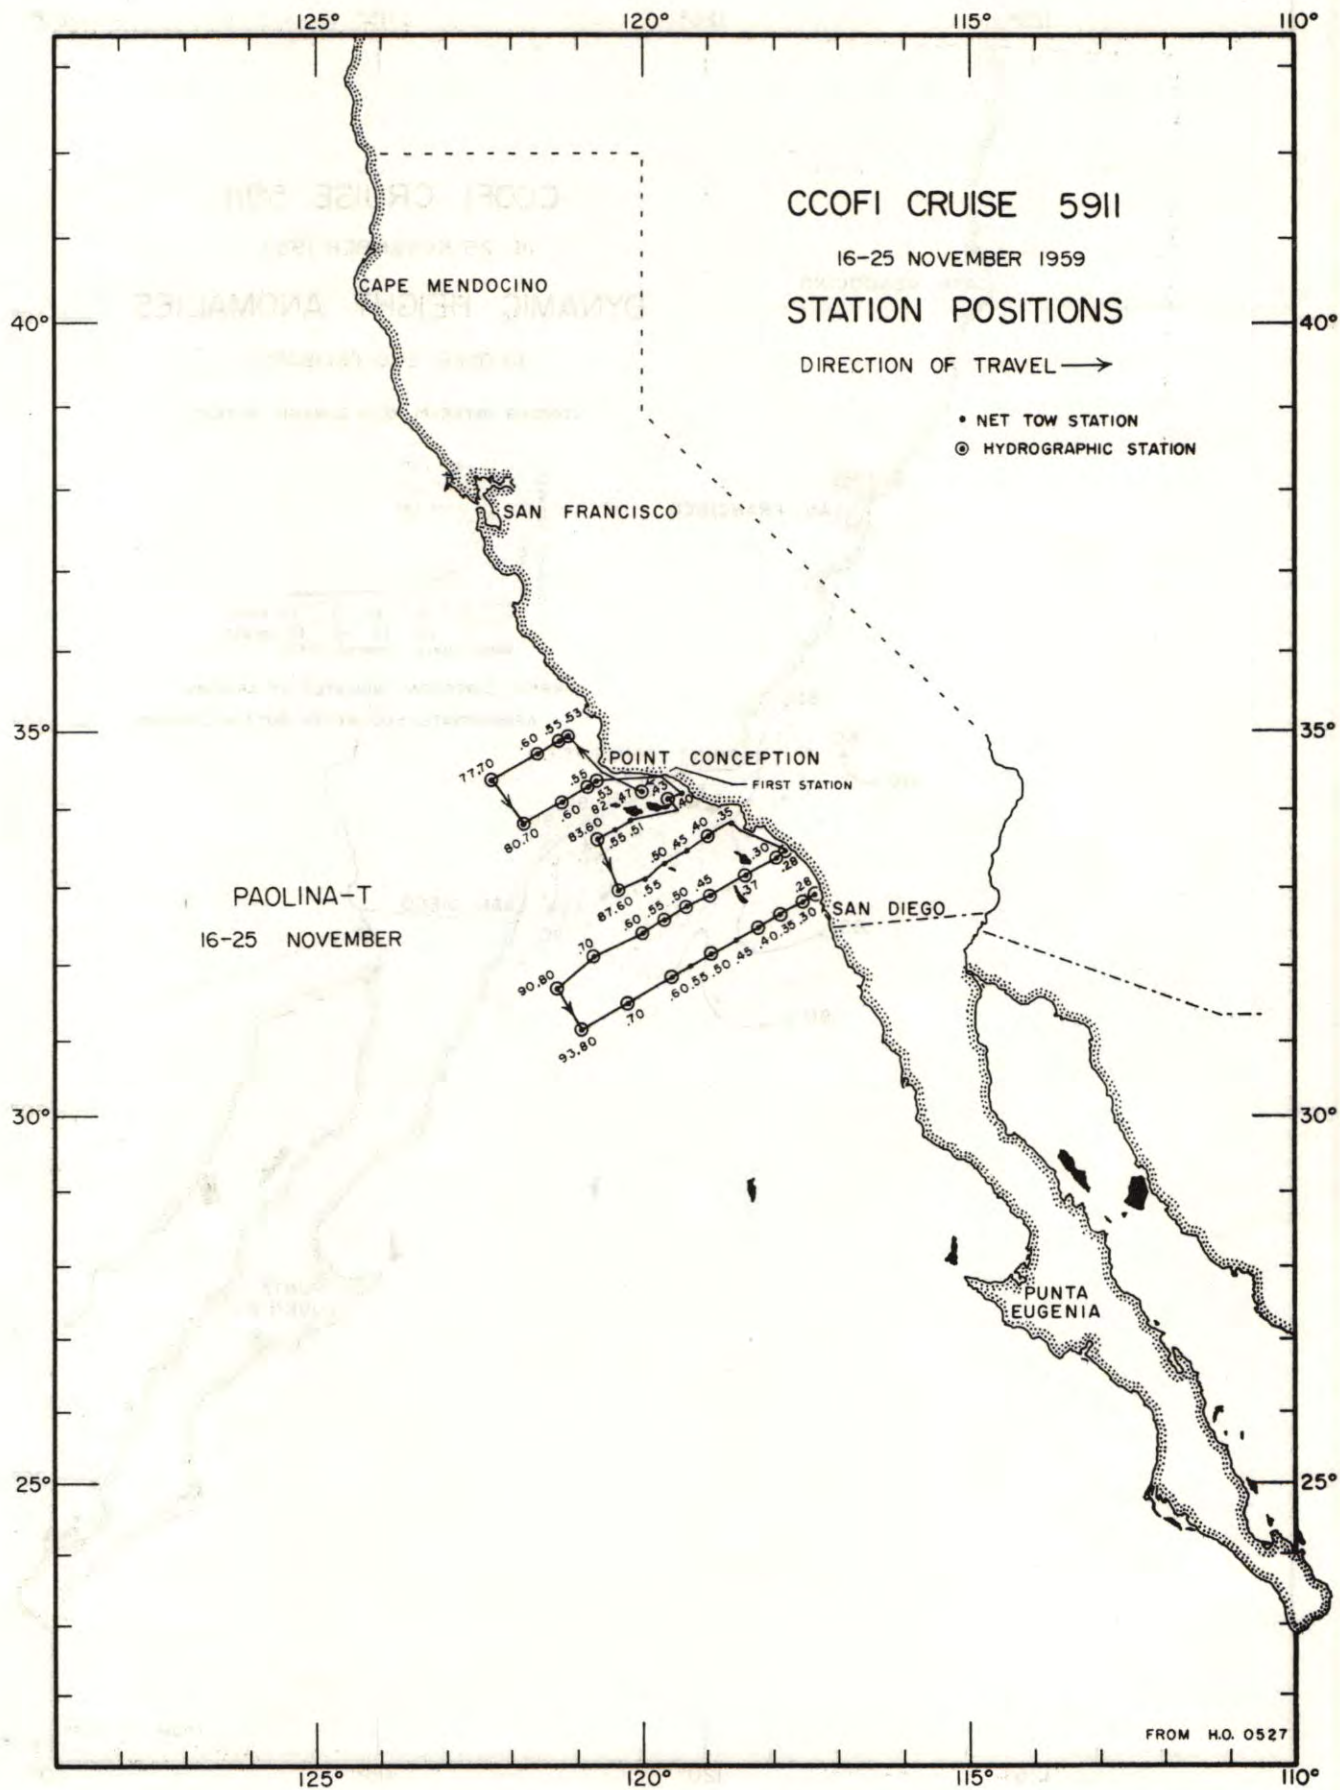 125° 120° 115° 110°
CCOFI CRUISE 5911
16-25 NOVEMBER 1959
CAPE MENDOCINO
STATION POSITIONS
40° 40°
DIRECTION OF TRAVEL
• NET TOW STATION
HYDROGRAPHIC STATION
SAN FRANCISCO
35° 35°
.60 .55 .53
77.70
POINT CONCEPTION
FIRST STATION
.55
.53
.60
80.70
82. .47
.43
.40
83.60
.55 .51
.50 .45 .40 .35
87.60 .55
.30
.28
.37
.60 .55 .50 .45
.70
90.80
.28
SAN DIEGO
.60 .55 .50 .45 .40 .35 .30
.70
93.80
PAOLINA-T
16-25 NOVEMBER
30° 30°
PUNTA
EUGENIA
25° 25°
FROM H.O. 0527
125° 120° 115° 110°